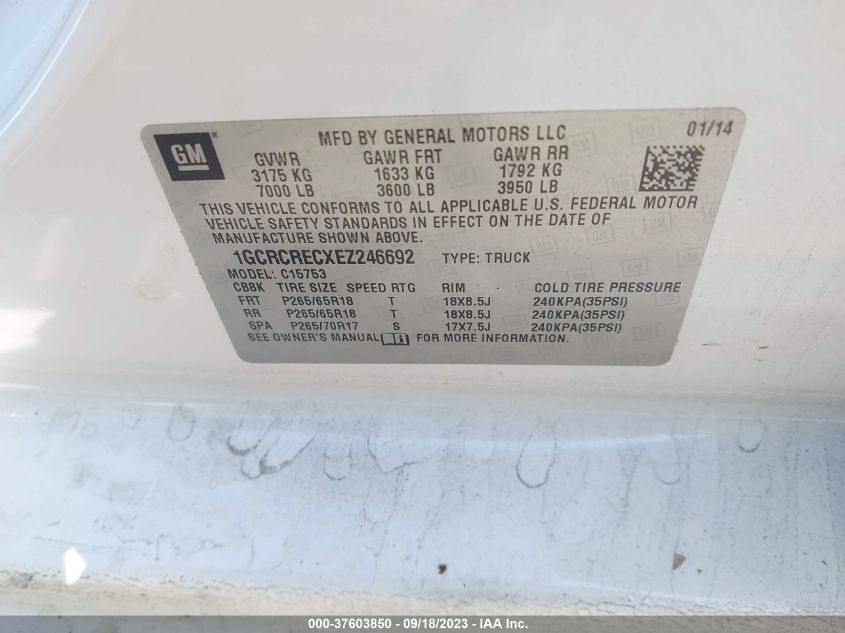 GM
MFD BY GENERAL MOTORS LLC 01/14
GVWR GAWR FRT GAWR RR
3175 KG 1633 KG 1792 KG
7000 LB 3600 LB 3950 LB
THIS VEHICLE CONFORMS TO ALL APPLICABLE U.S. FEDERAL MOTOR
VEHICLE SAFETY STANDARDS IN EFFECT ON THE DATE OF
MANUFACTURE SHOWN ABOVE.
1GCRCRECXEZ246692 TYPE: TRUCK
MODEL: C15753
CB8K TIRE SIZE SPEED RTG RIM COLD TIRE PRESSURE
FRT P265/65R18 T 18X8.5J 240KPA(35PSI)
RR P265/65R18 T 18X8.5J 240KPA(35PSI)
SPA P265/70R17 S 17X7.5J 240KPA(35PSI)
SEE OWNER'S MANUAL FOR MORE INFORMATION.
000-37603850 - 09/18/2023 - IAA Inc.